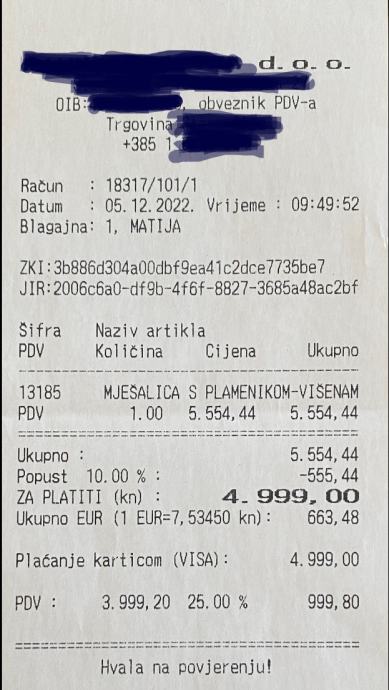 d. o. o.
OIB: , obveznik PDV-a
Trgovina
+385 1
Račun : 18317/101/1
Datum : 05.12.2022. Vrijeme : 09:49:52
Blagajna: 1, MATIJA
ZKI:3b886d304a00dbf9ea41c2dce7735be7
JIR:2006c6a0-df9b-4f6f-8827-3685a48ac2bf
Šifra Naziv artikla
PDV Količina Cijena Ukupno
13185 MJEŠALICA S PLAMENIKOM-VIŠENAM
PDV 1.00 5.554,44 5.554,44
Ukupno : 5.554,44
Popust 10.00 % : -555,44
ZA PLATITI (kn) : 4.999,00
Ukupno EUR (1 EUR=7,53450 kn): 663,48
Plaćanje karticom (VISA): 4.999,00
PDV : 3.999,20 25.00 % 999,80
Hvala na povjerenju!